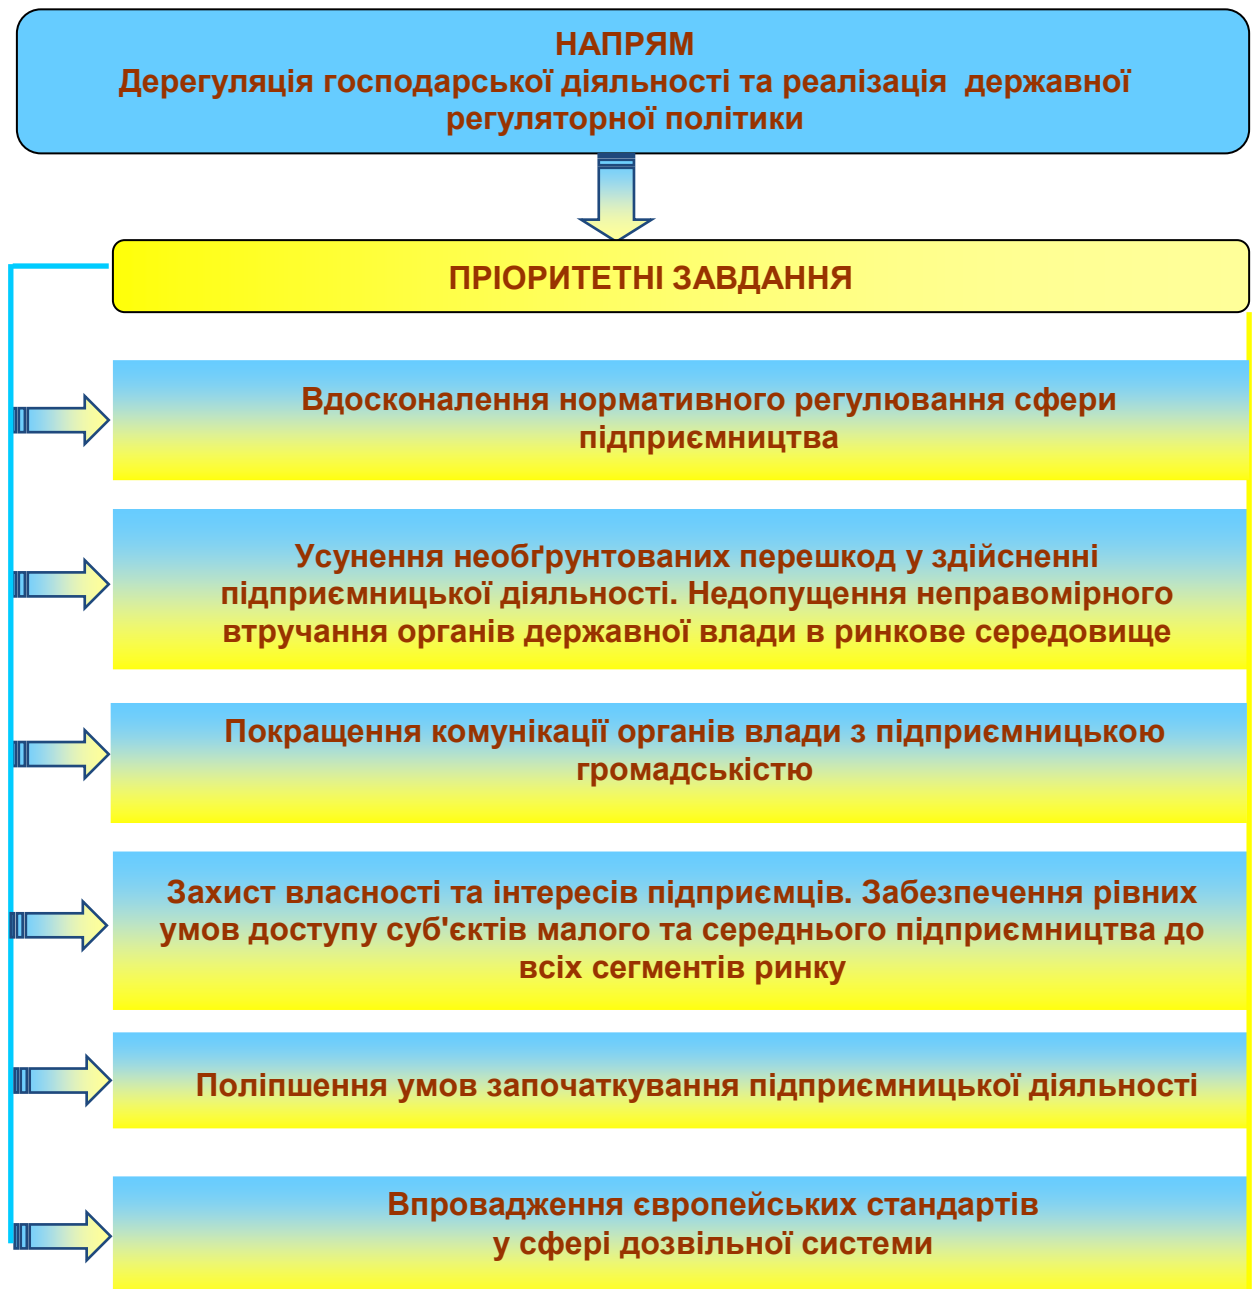 НАПРЯМ
Дерегуляція господарської діяльності та реалізація державної
регуляторної політики
ПРІОРИТЕТНІ ЗАВДАННЯ
Вдосконалення нормативного регулювання сфери
підприємництва
Усунення необґрунтованих перешкод у здійсненні
підприємницької діяльності. Недопущення неправомірного
втручання органів державної влади в ринкове середовище
Покращення комунікації органів влади з підприємницькою
громадськістю
Захист власності та інтересів підприємців. Забезпечення рівних
умов доступу суб'єктів малого та середнього підприємництва до
всіх сегментів ринку
Поліпшення умов започаткування підприємницької діяльності
Впровадження європейських стандартів
у сфері дозвільної системи